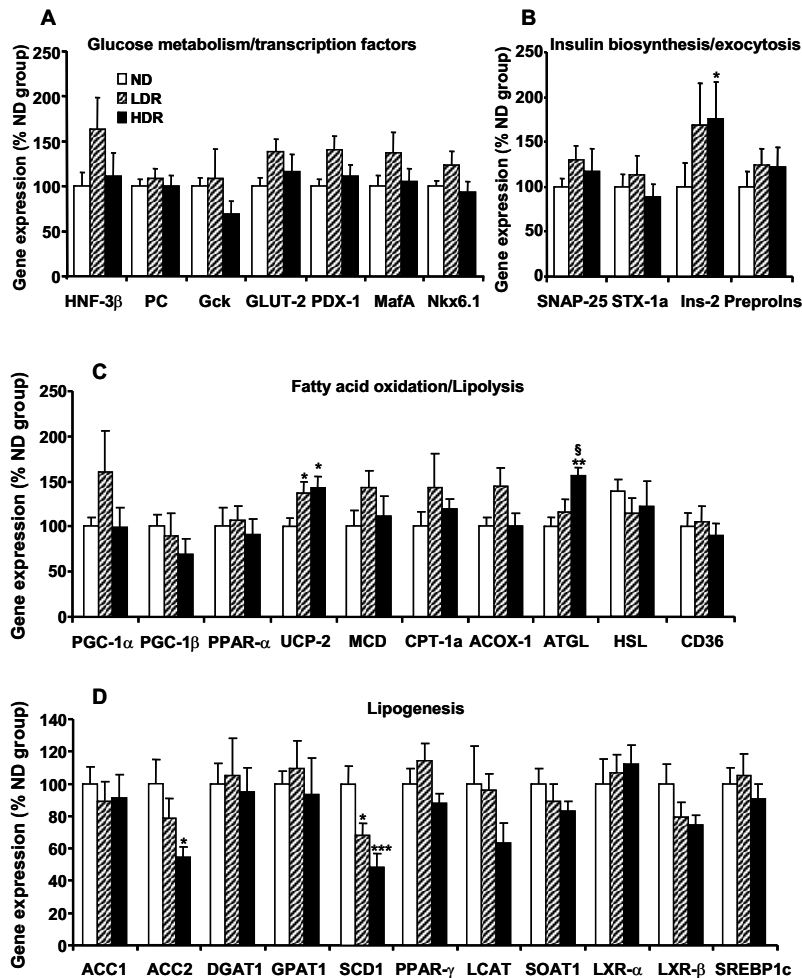 A
Glucose metabolism/transcription factors
Gene expression (% ND group)
250
200
150
100
50
0
ND
LDR
HDR
HNF-3β PC Gck GLUT-2 PDX-1 MafA Nkx6.1
B
Insulin biosynthesis/exocytosis
Gene expression (% ND group)
250
200
150
100
50
0
*
SNAP-25 STX-1a Ins-2 PreproIns
C
Fatty acid oxidation/Lipolysis
Gene expression (% ND group)
250
200
150
100
50
0
* *
§
**
PGC-1α PGC-1β PPAR-α UCP-2 MCD CPT-1a ACOX-1 ATGL HSL CD36
D
Lipogenesis
Gene expression (% ND group)
140
120
100
80
60
40
20
0
*
*
***
ACC1 ACC2 DGAT1 GPAT1 SCD1 PPAR-γ LCAT SOAT1 LXR-α LXR-β SREBP1c